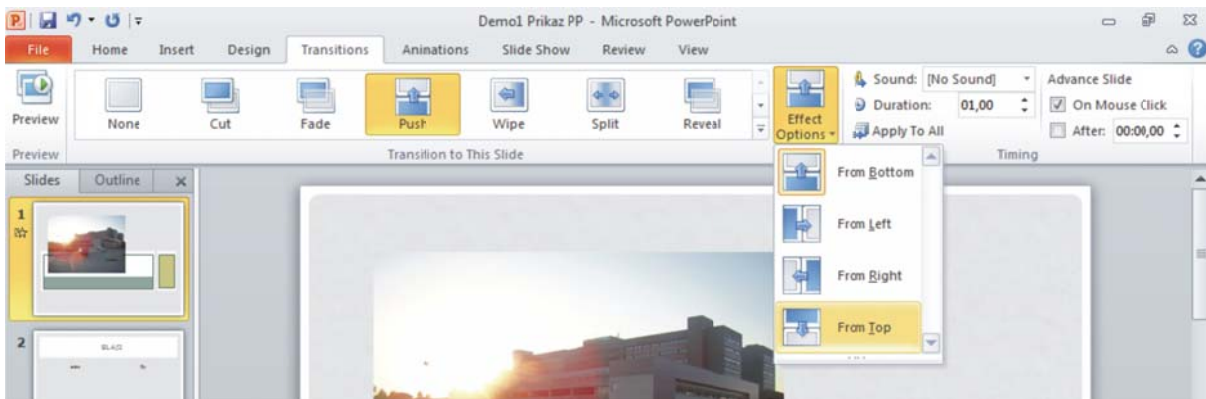 Demo1 Prikaz PP - Microsoft PowerPoint
File Home Insert Design Transitions Animations Slide Show Review View
Preview
None Cut Fade Push Wipe Split Reveal
Effect Options
Sound: [No Sound]
Duration: 01,00
Apply To All
Advance Slide
On Mouse Click
After: 00:00,00
Preview Transition to This Slide Timing
Slides Outline
From Bottom
From Left
From Right
From Top
1
2